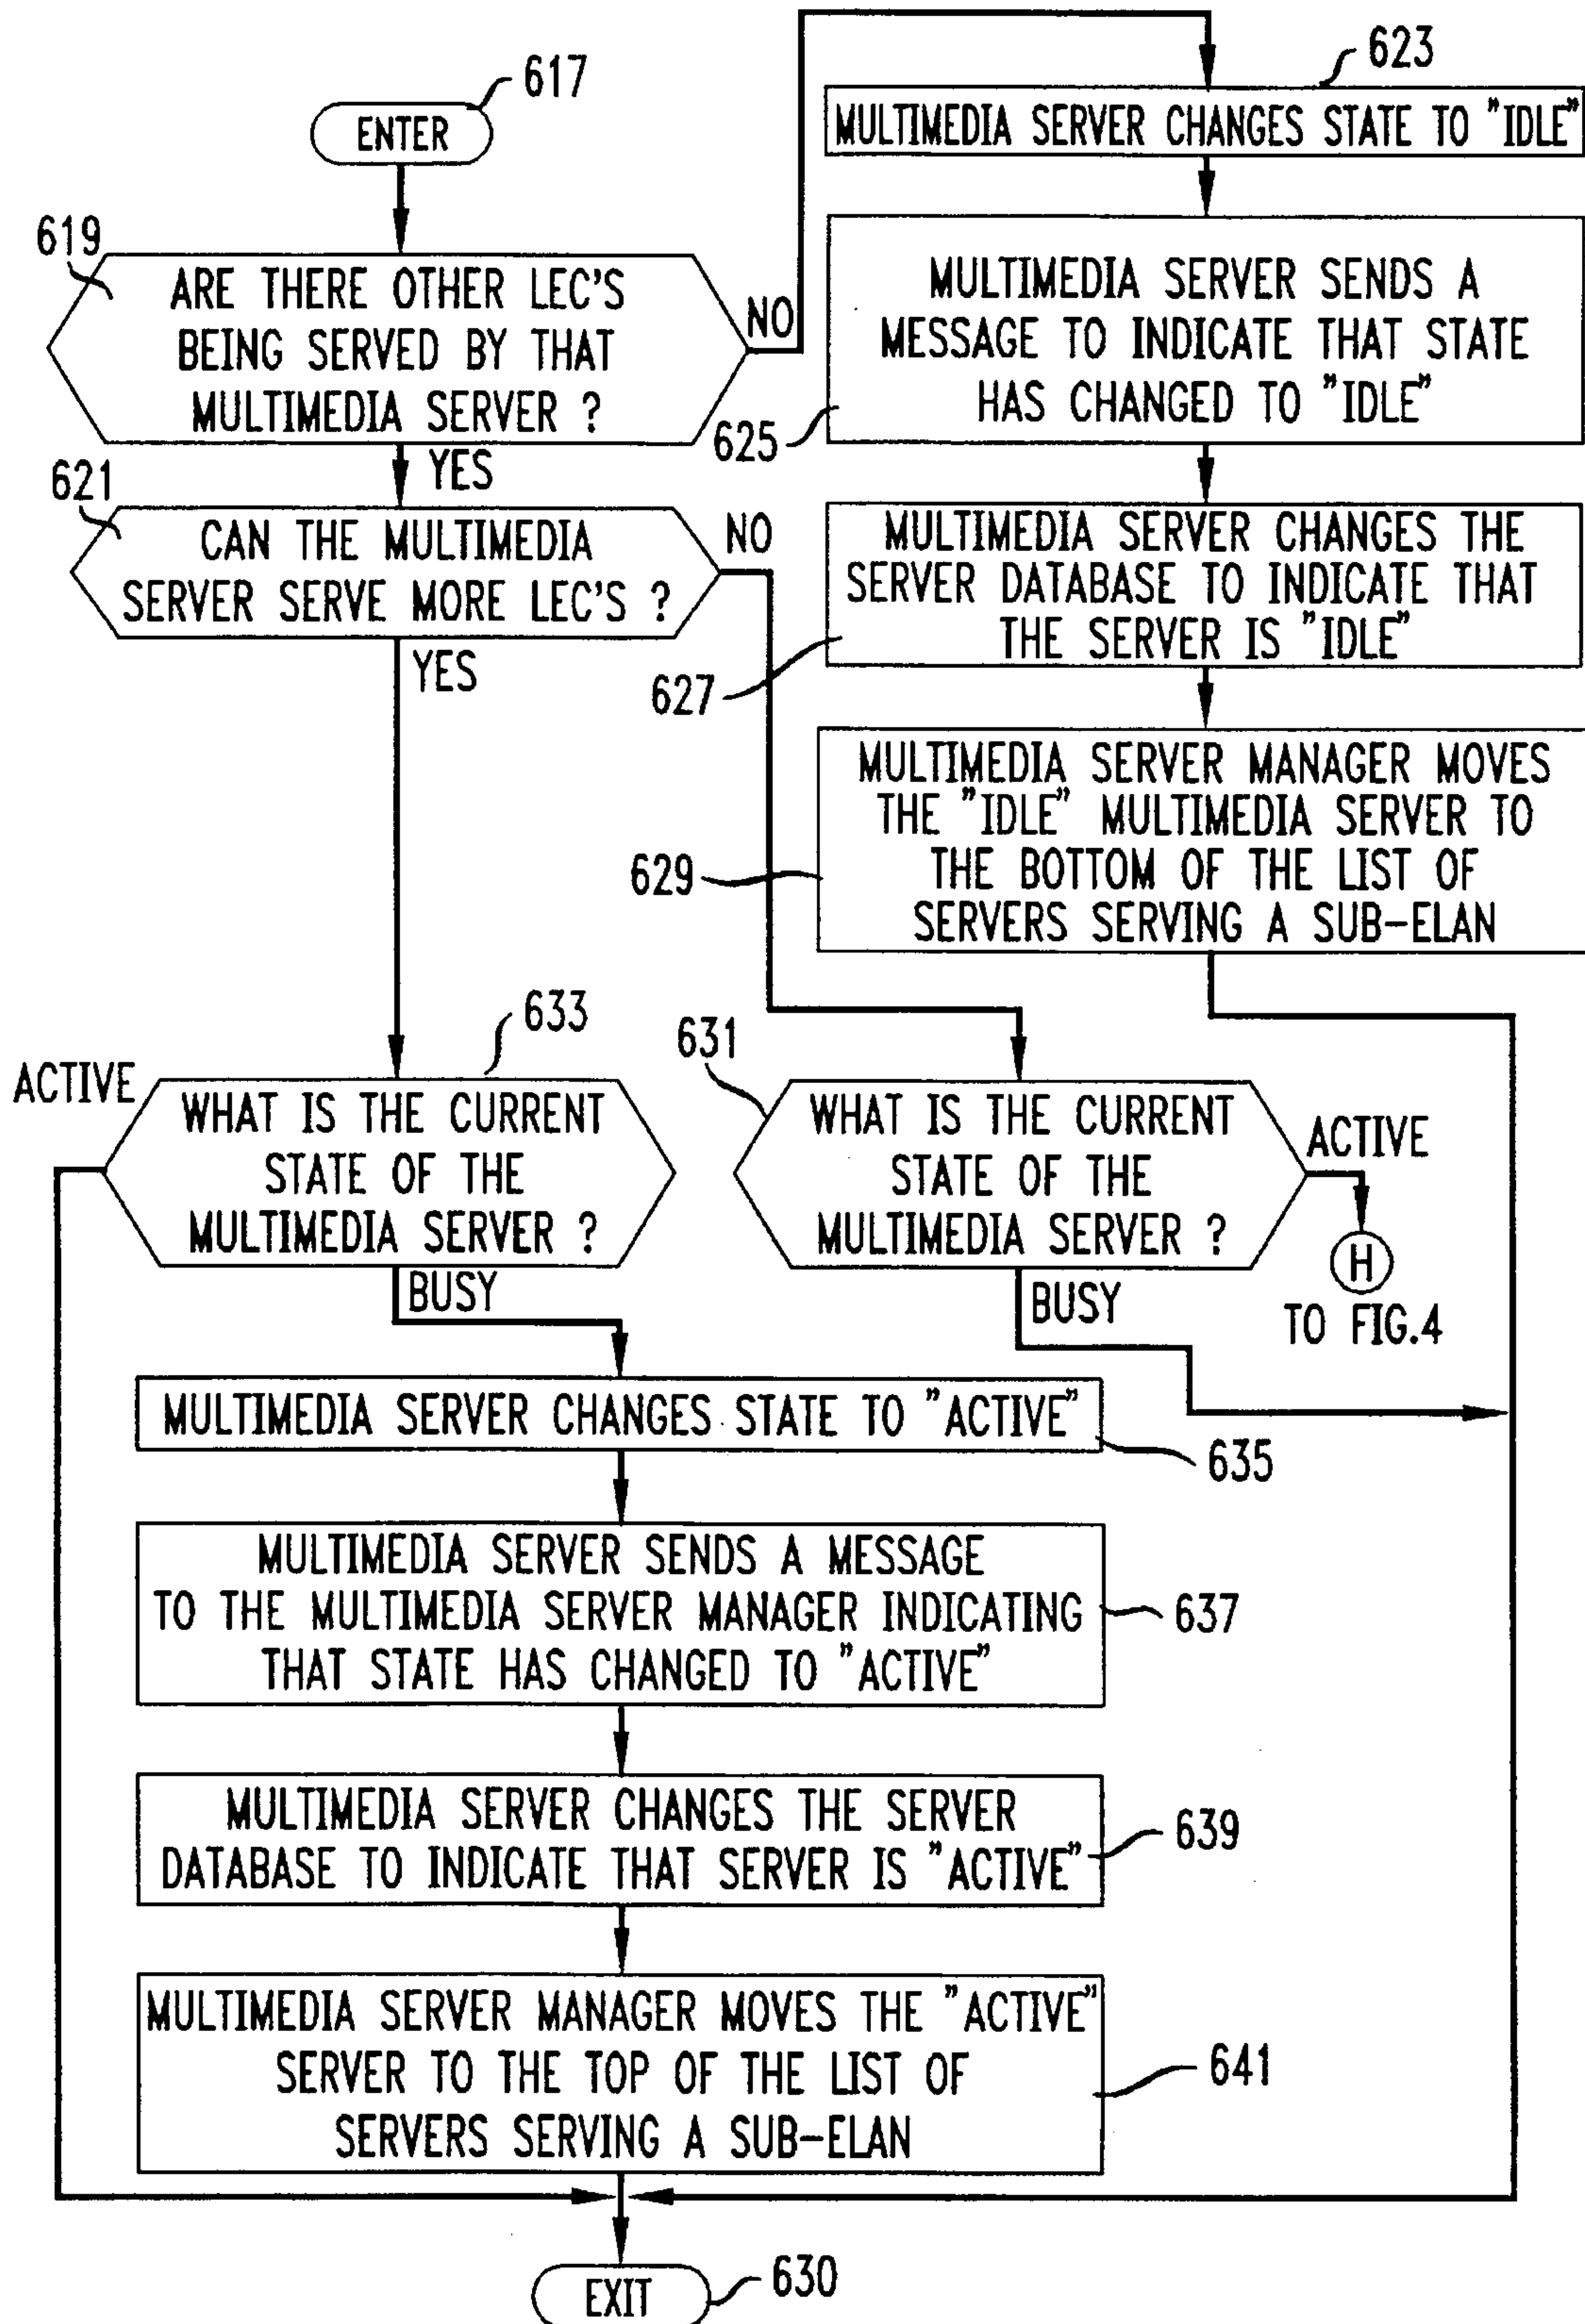 617
ENTER
619
ARE THERE OTHER LEC'S
BEING SERVED BY THAT
MULTIMEDIA SERVER ?
NO
YES
621
CAN THE MULTIMEDIA
SERVER SERVE MORE LEC'S ?
NO
YES
623
MULTIMEDIA SERVER CHANGES STATE TO "IDLE"
MULTIMEDIA SERVER SENDS A
MESSAGE TO INDICATE THAT STATE
HAS CHANGED TO "IDLE"
625
MULTIMEDIA SERVER CHANGES THE
SERVER DATABASE TO INDICATE THAT
THE SERVER IS "IDLE"
627
MULTIMEDIA SERVER MANAGER MOVES
THE "IDLE" MULTIMEDIA SERVER TO
THE BOTTOM OF THE LIST OF
SERVERS SERVING A SUB-ELAN
629
633
ACTIVE
WHAT IS THE CURRENT
STATE OF THE
MULTIMEDIA SERVER ?
BUSY
631
WHAT IS THE CURRENT
STATE OF THE
MULTIMEDIA SERVER ?
ACTIVE
H
TO FIG.4
BUSY
MULTIMEDIA SERVER CHANGES STATE TO "ACTIVE"
635
MULTIMEDIA SERVER SENDS A MESSAGE
TO THE MULTIMEDIA SERVER MANAGER INDICATING
THAT STATE HAS CHANGED TO "ACTIVE"
637
MULTIMEDIA SERVER CHANGES THE SERVER
DATABASE TO INDICATE THAT SERVER IS "ACTIVE"
639
MULTIMEDIA SERVER MANAGER MOVES THE "ACTIVE"
SERVER TO THE TOP OF THE LIST OF
SERVERS SERVING A SUB-ELAN
641
EXIT
630